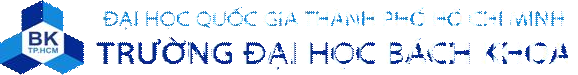 BK
TP.HCM
ĐẠI HỌC QUỐC GIA THÀNH PHỐ HỒ CHÍ MINH
TRƯỜNG ĐẠI HỌC BÁCH KHOA